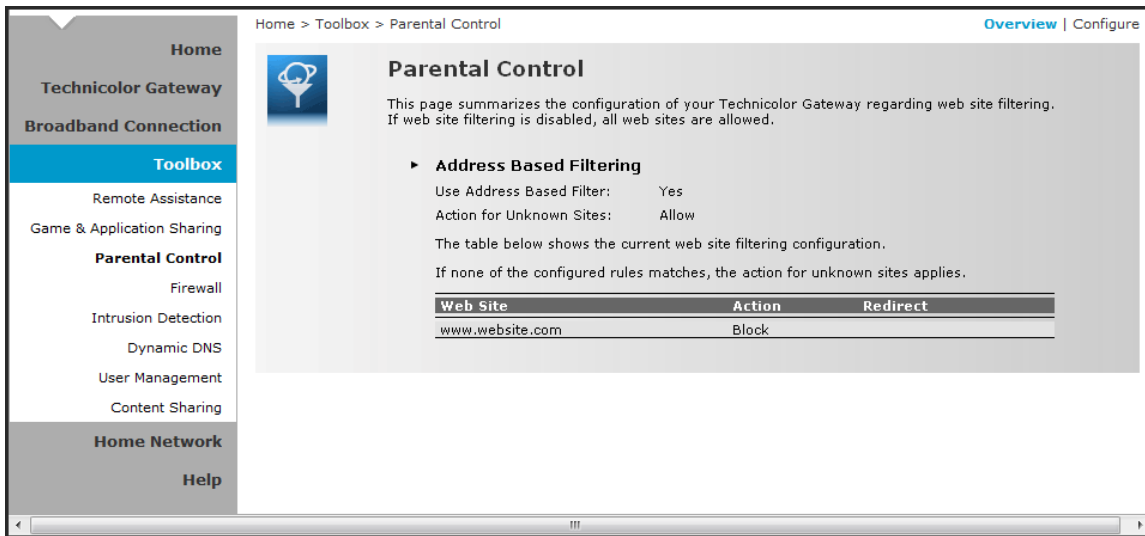 Home > Toolbox > Parental Control
Overview | Configure
Home
Technicolor Gateway
Broadband Connection
Toolbox
Remote Assistance
Game & Application Sharing
Parental Control
Firewall
Intrusion Detection
Dynamic DNS
User Management
Content Sharing
Home Network
Help
Parental Control
This page summarizes the configuration of your Technicolor Gateway regarding web site filtering.
If web site filtering is disabled, all web sites are allowed.
Address Based Filtering
Use Address Based Filter: Yes
Action for Unknown Sites: Allow
The table below shows the current web site filtering configuration.
If none of the configured rules matches, the action for unknown sites applies.
Web Site Action Redirect
www.website.com Block